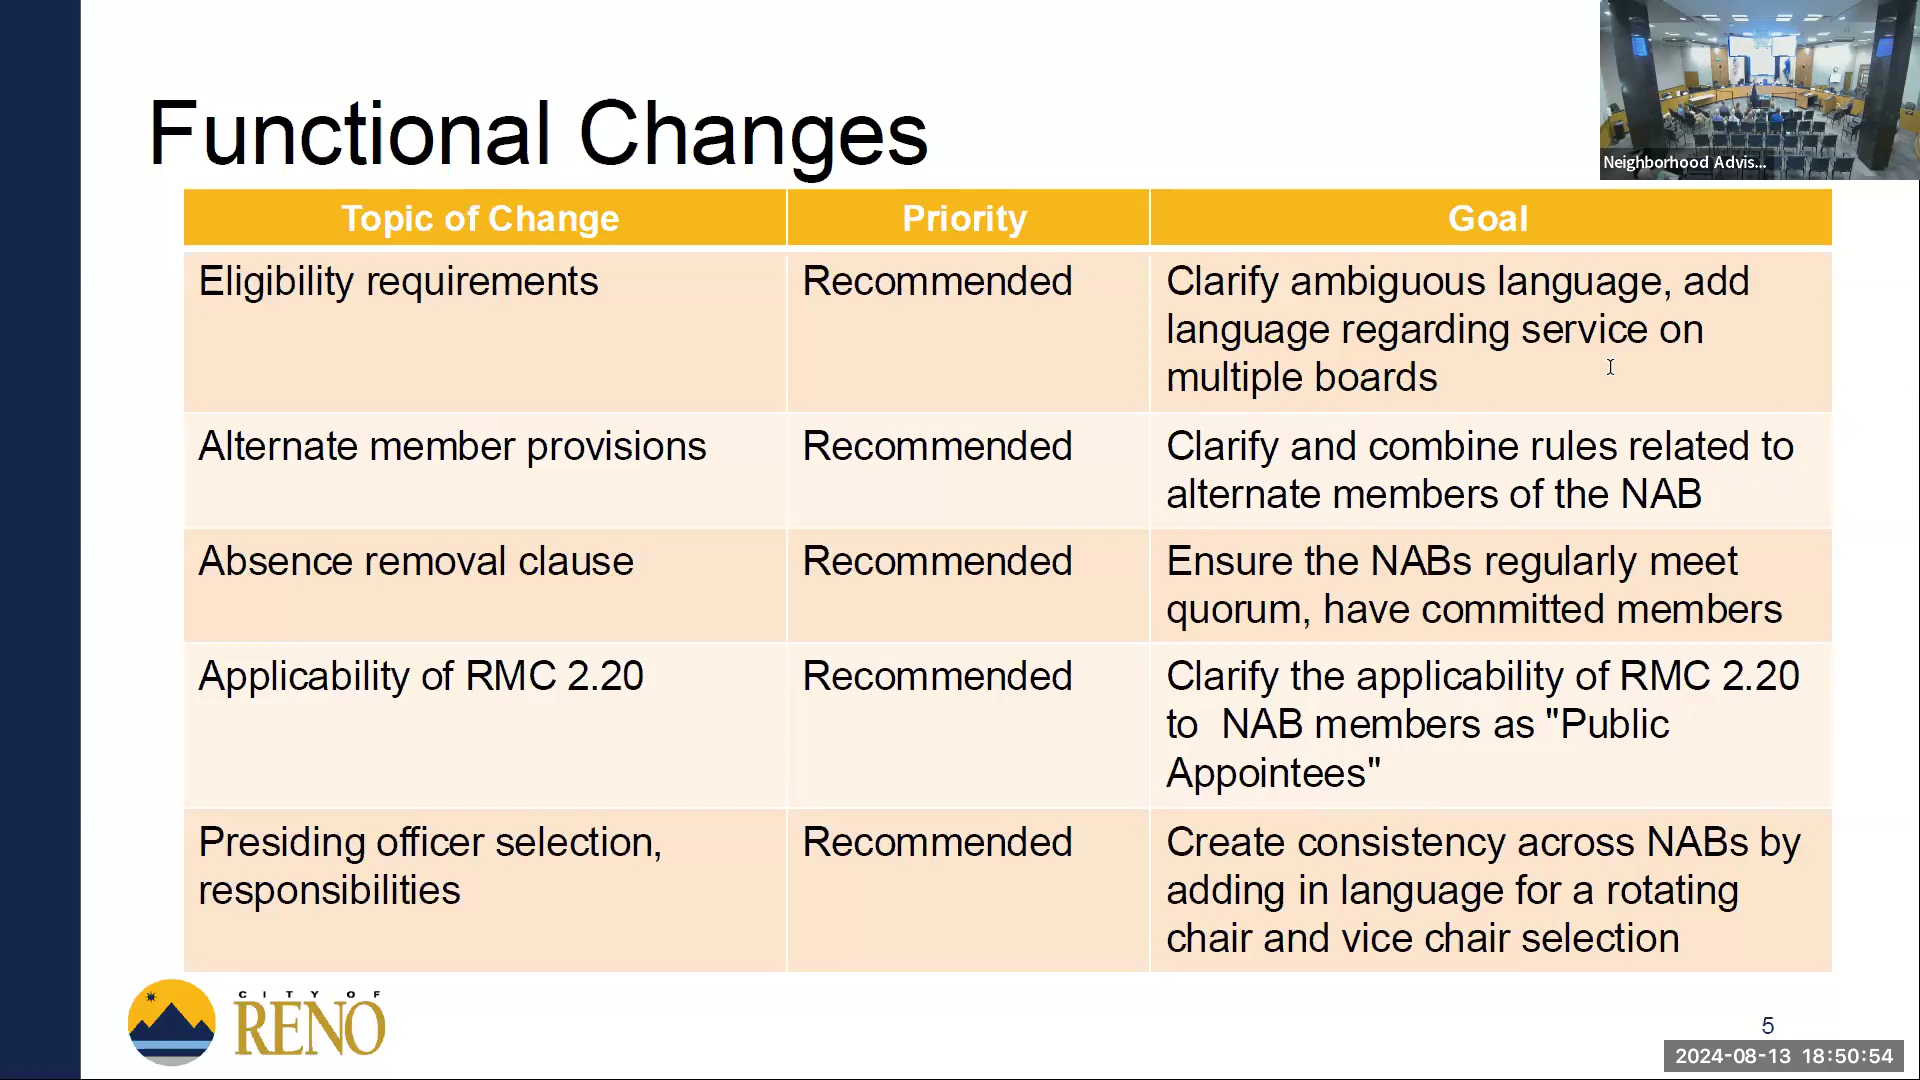 Functional Changes
Neighborhood Advis...
Topic of Change
Priority
Goal
Eligibility requirements
Recommended
Clarify ambiguous language, add
language regarding service on
multiple boards
Alternate member provisions
Recommended
Clarify and combine rules related to
alternate members of the NAB
Absence removal clause
Recommended
Ensure the NABs regularly meet
quorum, have committed members
Applicability of RMC 2.20
Recommended
Clarify the applicability of RMC 2.20
to  NAB members as "Public
Appointees"
Presiding officer selection,
responsibilities
Recommended
Create consistency across NABs by
adding in language for a rotating
chair and vice chair selection
CITY OF
RENO
5
2024-08-13 18:50:54